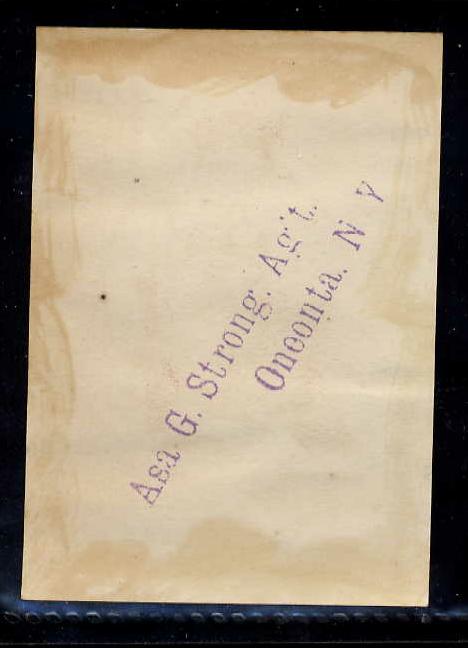 Asa G. Strong. Ag't.
Oneonta. N Y